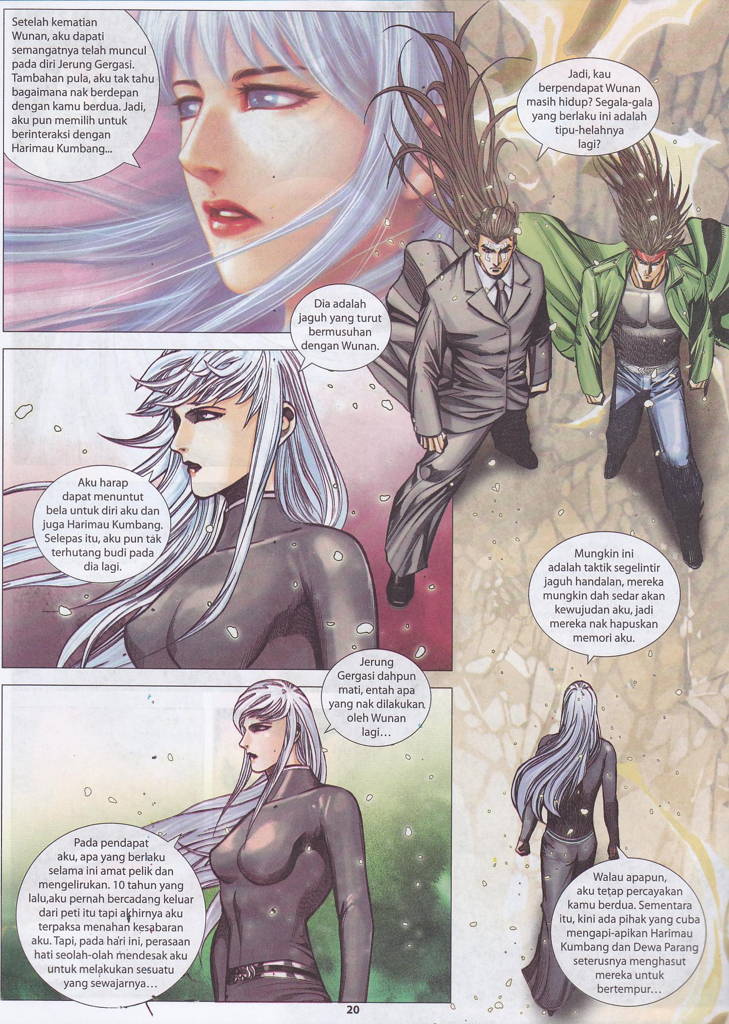 Setelah kematian
Wunan, aku dapati
semangatnya telah muncul
pada diri Jerung Gergasi.
Tambahan pula, aku tak tahu
bagaimana nak berdepan
dengan kamu berdua. Jadi,
aku pun memilih untuk
berinteraksi dengan
Harimau Kumbang...
Jadi, kau
berpendapat Wunan
masih hidup? Segala-gala
yang berlaku ini adalah
tipu-helahnya
lagi?
Dia adalah
jaguh yang turut
bermusuhan
dengan Wunan.
Aku harap
dapat menuntut
bela untuk diri aku dan
juga Harimau Kumbang.
Selepas itu, aku pun tak
terhutang budi pada
dia lagi.
Mungkin ini
adalah taktik segelintir
jaguh handalan, mereka
mungkin dah sedar akan
kewujudan aku, jadi
mereka nak hapuskan
memori aku.
Jerung
Gergasi dahpun
mati, entah apa
yang nak dilakukan
oleh Wunan
lagi...
Pada pendapat
aku, apa yang berlaku
selama ini amat pelik dan
mengelirukan. 10 tahun yang
lalu,aku pernah bercadang keluar
dari peti itu tapi akhirnya aku
terpaksa menahan kesabaran
aku. Tapi, pada hari ini, perasaan
hati seolah-olah mendesak aku
untuk melakukan sesuatu
yang sewajarnya...
Walau apapun,
aku tetap percayakan
kamu berdua. Sementara
itu, kini ada pihak yang cuba
mengapi-apikan Harimau
Kumbang dan Dewa Parang
seterusnya menghasut
mereka untuk
bertempur...
20